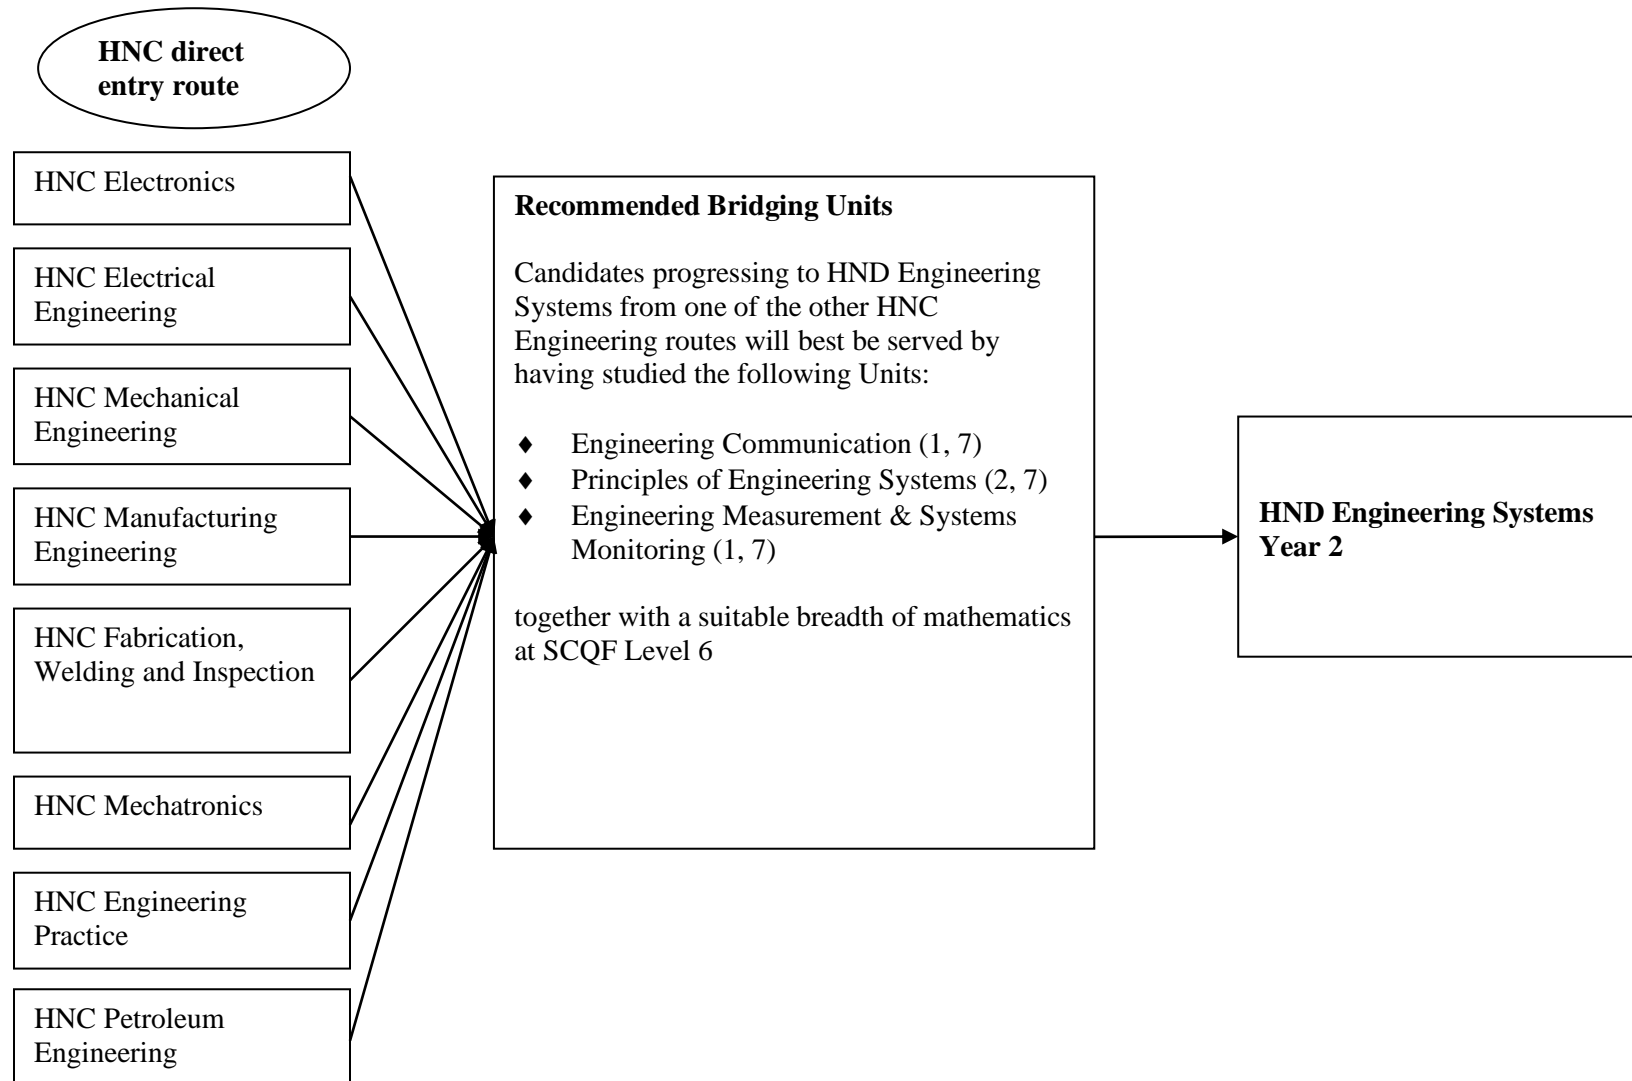 HNC direct
entry route
HNC Electronics
HNC Electrical
Engineering
HNC Mechanical
Engineering
HNC Manufacturing
Engineering
HNC Fabrication,
Welding and Inspection
HNC Mechatronics
HNC Engineering
Practice
HNC Petroleum
Engineering
Recommended Bridging Units
Candidates progressing to HND Engineering
Systems from one of the other HNC
Engineering routes will best be served by
having studied the following Units:
♦ Engineering Communication (1, 7)
♦ Principles of Engineering Systems (2, 7)
♦ Engineering Measurement & Systems
Monitoring (1, 7)
together with a suitable breadth of mathematics
at SCQF Level 6
HND Engineering Systems
Year 2